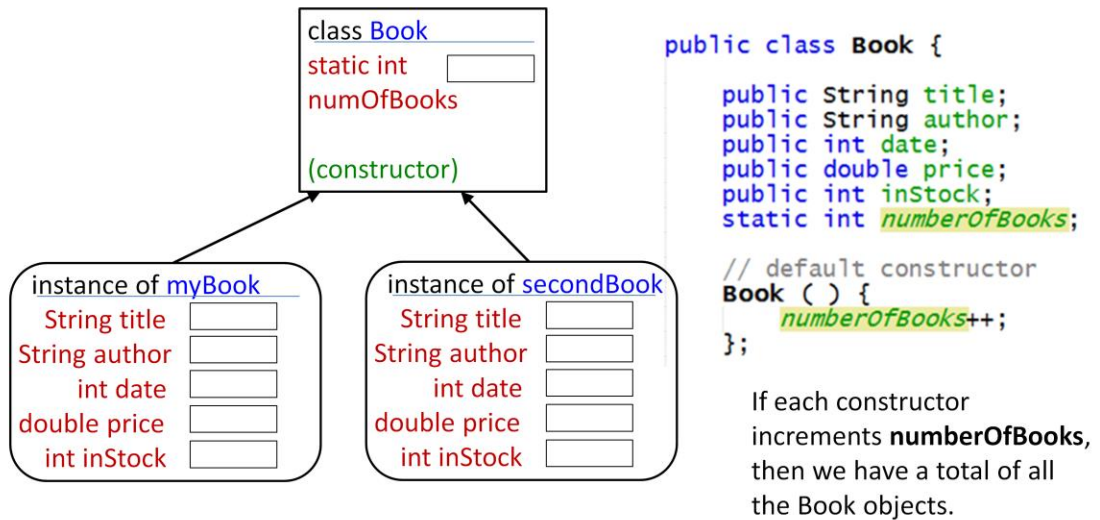 class Book
static int
numOfBooks
(constructor)
instance of myBook
String title
String author
int date
double price
int inStock
instance of secondBook
String title
String author
int date
double price
int inStock
public class Book {
public String title;
public String author;
public int date;
public double price;
public int inStock;
static int numberOfBooks;
// default constructor
Book ( ) {
numberOfBooks++;
};
If each constructor
increments numberOfBooks,
then we have a total of all
the Book objects.